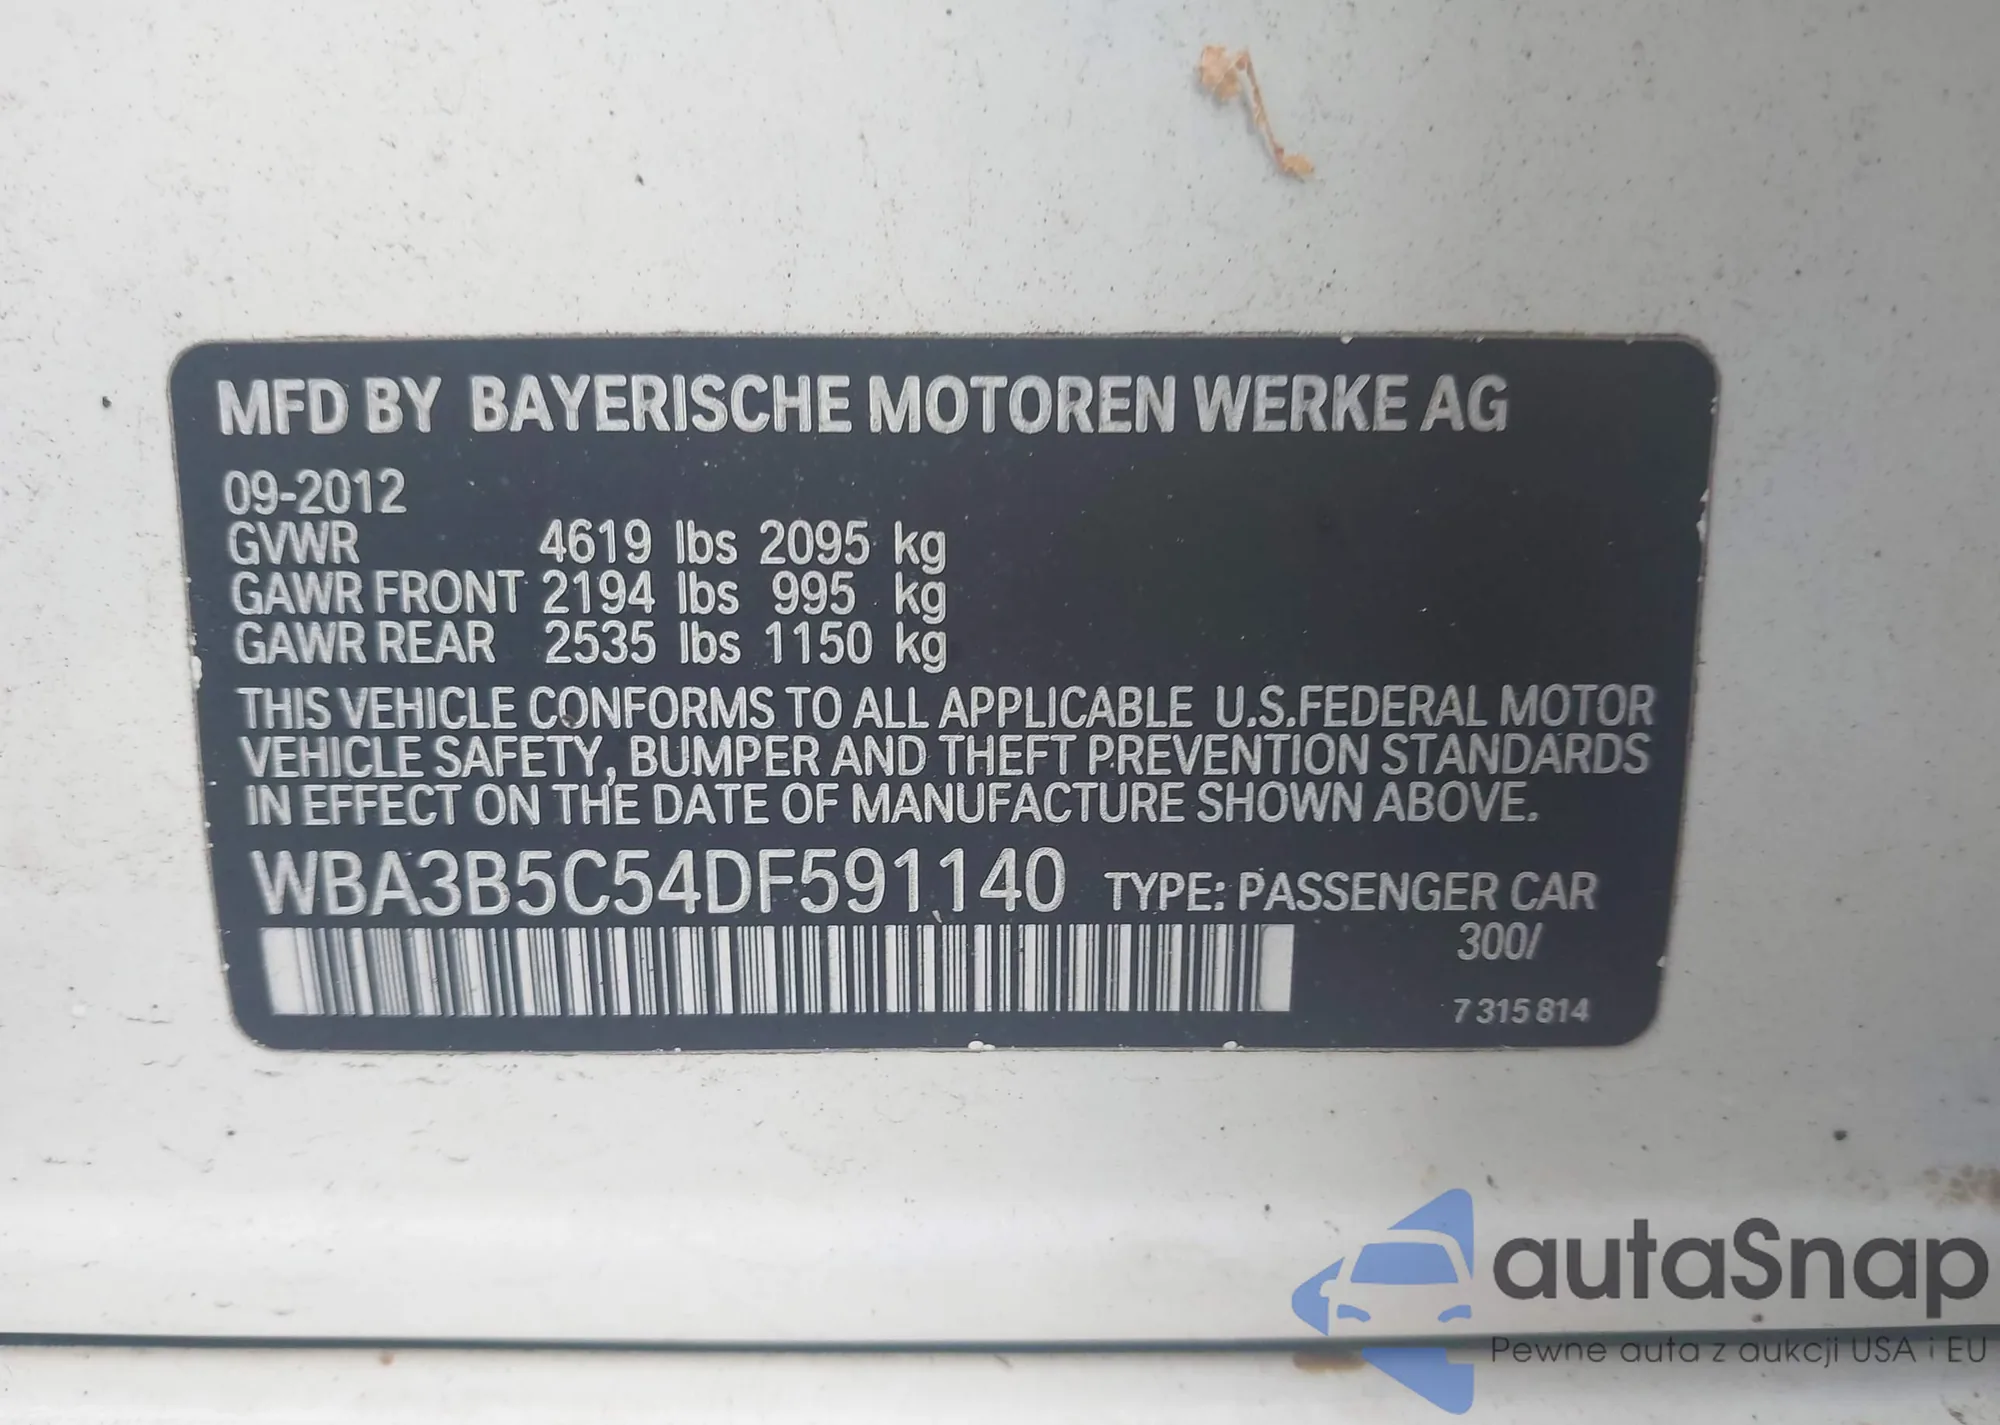 MFD BY BAYERISCHE MOTOREN WERKE AG
09-2012
GVWR 4619 lbs 2095 kg
GAWR FRONT 2194 lbs 995 kg
GAWR REAR 2535 lbs 1150 kg
THIS VEHICLE CONFORMS TO ALL APPLICABLE U.S.FEDERAL MOTOR
VEHICLE SAFETY, BUMPER AND THEFT PREVENTION STANDARDS
IN EFFECT ON THE DATE OF MANUFACTURE SHOWN ABOVE.
WBA3B5C54DF591140 TYPE: PASSENGER CAR
300/
7 315 814
autaSnap
Pewne auta z aukcji USA i EU